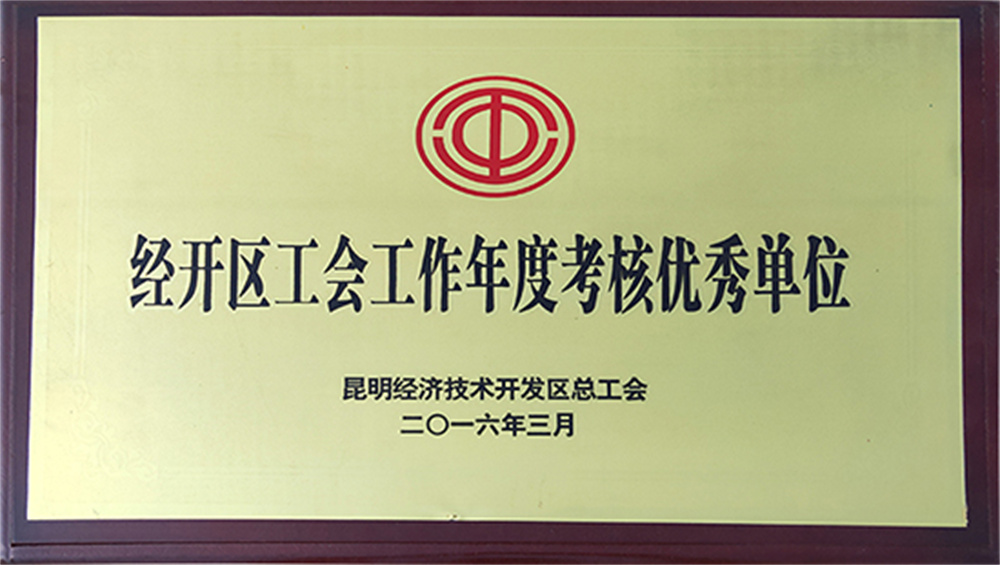 经开区工会工作年度考核优秀单位
昆明经济技术开发区总工会
二〇一六年三月